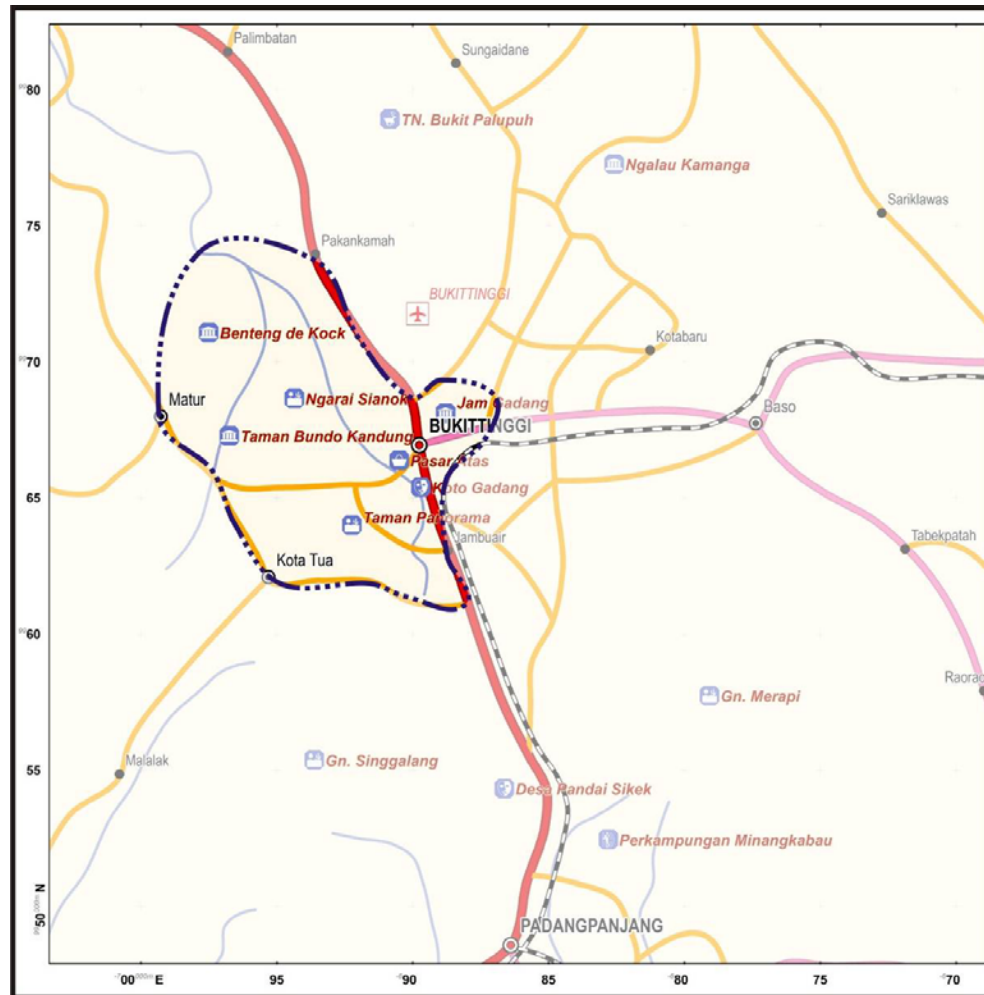 Palimbatan
Sungaidane
80
TN. Bukit Palupuh
Ngalau Kamanga
Sariklawas
75
Pakankamah
BUKITTINGGI
Benteng de Kock
Kotabaru
70
Matur
Ngarai Sianok
Jam Gadang
Baso
Taman Bundo Kandung
BUKITTINGGI
Pasar Atas
65
Koto Gadang
Taman Panorama
Jambuair
Tabekpatah
Kota Tua
60
Raorao
Gn. Merapi
Malalak
55
Gn. Singgalang
Desa Pandai Sikek
Perkampungan Minangkabau
50 N
PADANGPANJANG
00 E
95
90
85
80
75
70